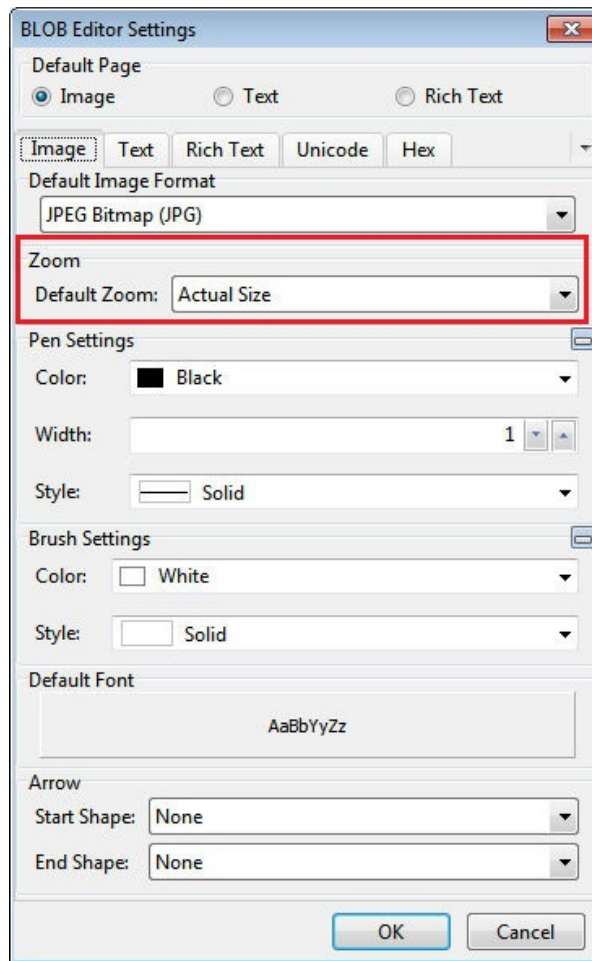 BLOB Editor Settings
Default Page
Image Text Rich Text
Image Text Rich Text Unicode Hex
Default Image Format
JPEG Bitmap (JPG)
Zoom
Default Zoom: Actual Size
Pen Settings
Color: Black
Width: 1
Style: Solid
Brush Settings
Color: White
Style: Solid
Default Font
AaBbYyZz
Arrow
Start Shape: None
End Shape: None
OK Cancel